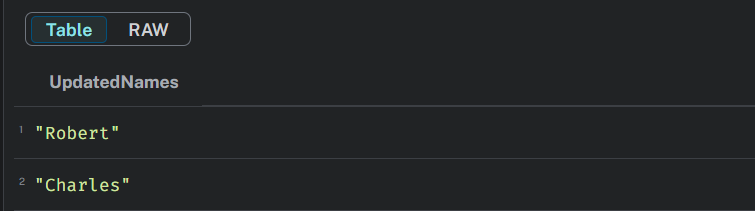 Table RAW
UpdatedNames
1 "Robert"
2 "Charles"